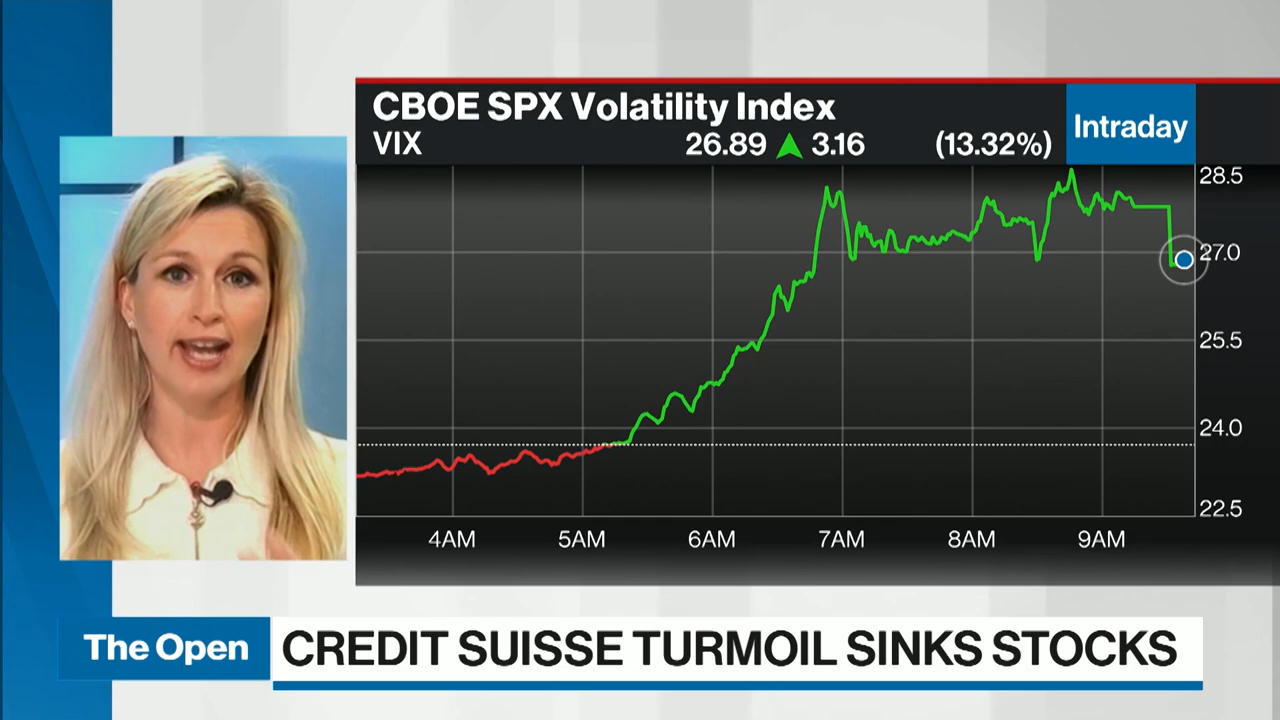 CBOE SPX Volatility Index
VIX 26.89 ▲ 3.16 (13.32%)
Intraday
28.5
27.0
25.5
24.0
22.5
4AM 5AM 6AM 7AM 8AM 9AM
The Open
CREDIT SUISSE TURMOIL SINKS STOCKS